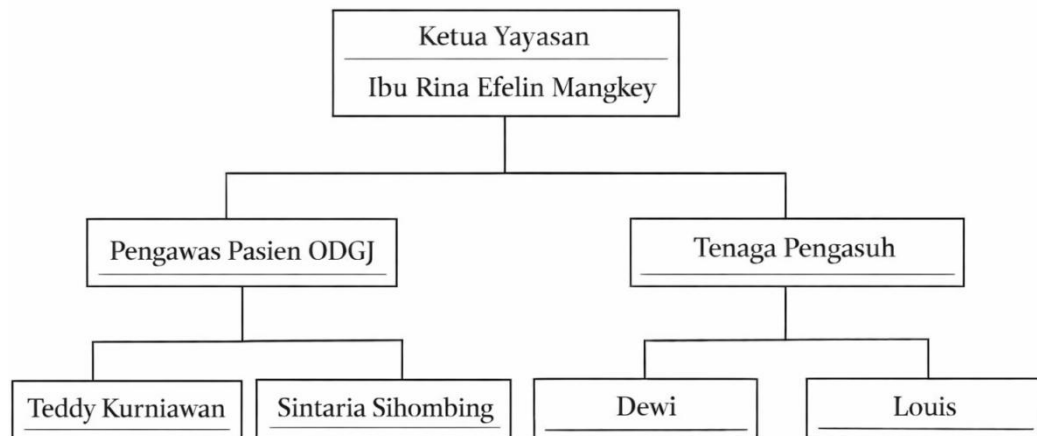 Ketua Yayasan
Ibu Rina Efelin Mangkey
Pengawas Pasien ODGJ
Tenaga Pengasuh
Teddy Kurniawan
Sintaria Sihombing
Dewi
Louis